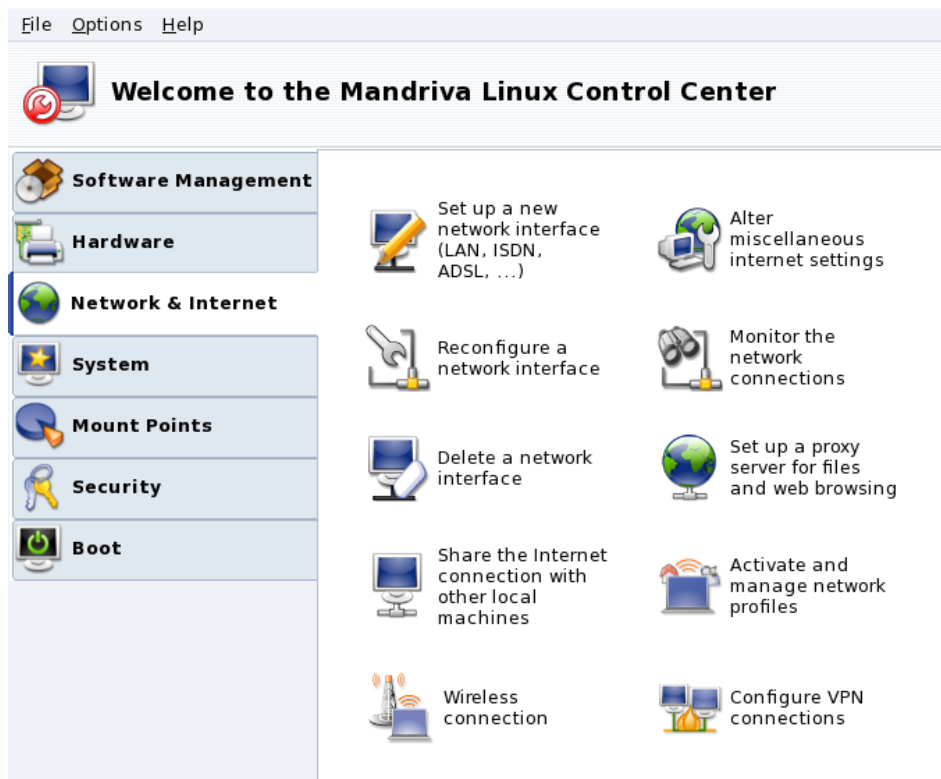 File Options Help
Welcome to the Mandriva Linux Control Center
Software Management
Hardware
Network & Internet
System
Mount Points
Security
Boot
Set up a new
network interface
(LAN, ISDN,
ADSL, ...)
Alter
miscellaneous
internet settings
Reconfigure a
network interface
Monitor the
network
connections
Delete a network
interface
Set up a proxy
server for files
and web browsing
Share the Internet
connection with
other local
machines
Activate and
manage network
profiles
Wireless
connection
Configure VPN
connections